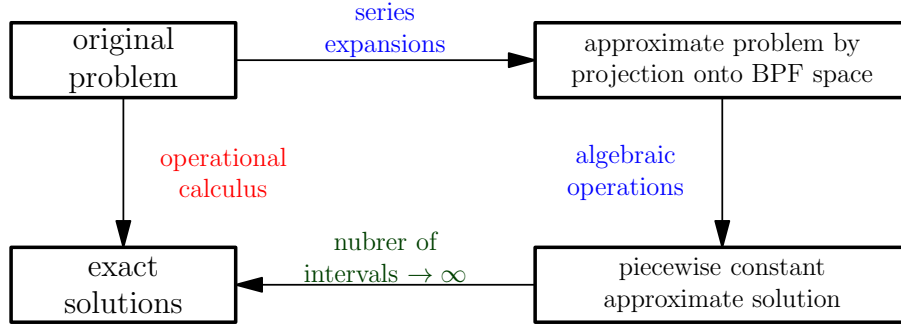 original
problem
series
expansions
approximate problem by
projection onto BPF space
operational
calculus
algebraic
operations
exact
solutions
nubrer of
intervals → ∞
piecewise constant
approximate solution